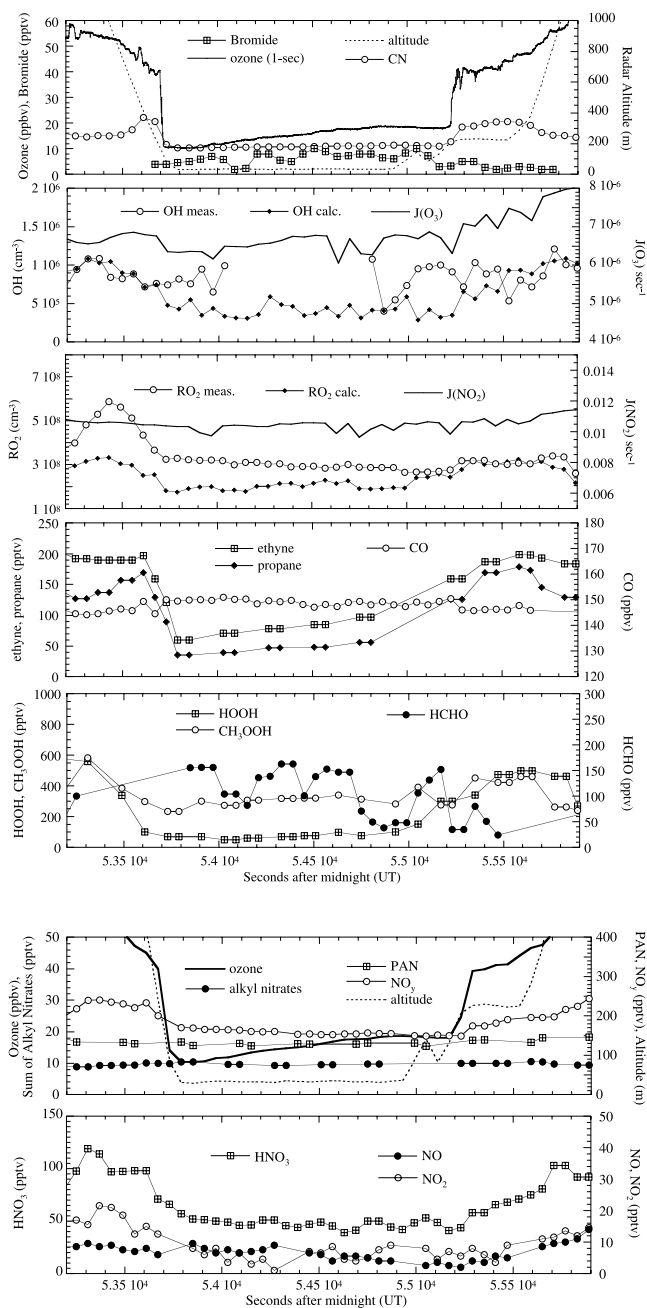 60
50
40
30
20
10
0
Ozone (ppbv), Bromide (pptv)
Bromide
ozone (1-sec)
altitude
CN
1000
800
600
400
200
0
Radar Altitude (m)
2 10⁶
1.5 10⁶
1 10⁶
5 10⁵
0
OH (cm⁻³)
OH meas.
OH calc.
J(O₃)
8 10⁻⁶
7 10⁻⁶
6 10⁻⁶
5 10⁻⁶
4 10⁻⁶
J(O₃) sec⁻¹
7 10⁸
5 10⁸
3 10⁸
1 10⁸
RO₂ (cm⁻³)
RO₂ meas.
RO₂ calc.
J(NO₂)
0.014
0.012
0.01
0.008
0.006
J(NO₂) sec⁻¹
250
200
150
100
50
0
ethyne, propane (pptv)
ethyne
propane
CO
180
170
160
150
140
130
120
CO (ppbv)
1000
800
600
400
200
0
HOOH, CH₃OOH (pptv)
HOOH
CH₃OOH
HCHO
300
250
200
150
100
50
0
HCHO (pptv)
5.35 10⁴
5.4 10⁴
5.45 10⁴
5.5 10⁴
5.55 10⁴
Seconds after midnight (UT)
50
40
30
20
10
0
Ozone (ppbv),
Sum of Alkyl Nitrates (pptv)
ozone
alkyl nitrates
PAN
NOy
altitude
400
300
200
100
0
PAN, NOy (pptv), Altitude (m)
150
100
50
0
HNO₃ (pptv)
HNO₃
NO
NO₂
50
40
30
20
10
0
NO, NO₂ (pptv)
5.35 10⁴
5.4 10⁴
5.45 10⁴
5.5 10⁴
5.55 10⁴
Seconds after midnight (UT)